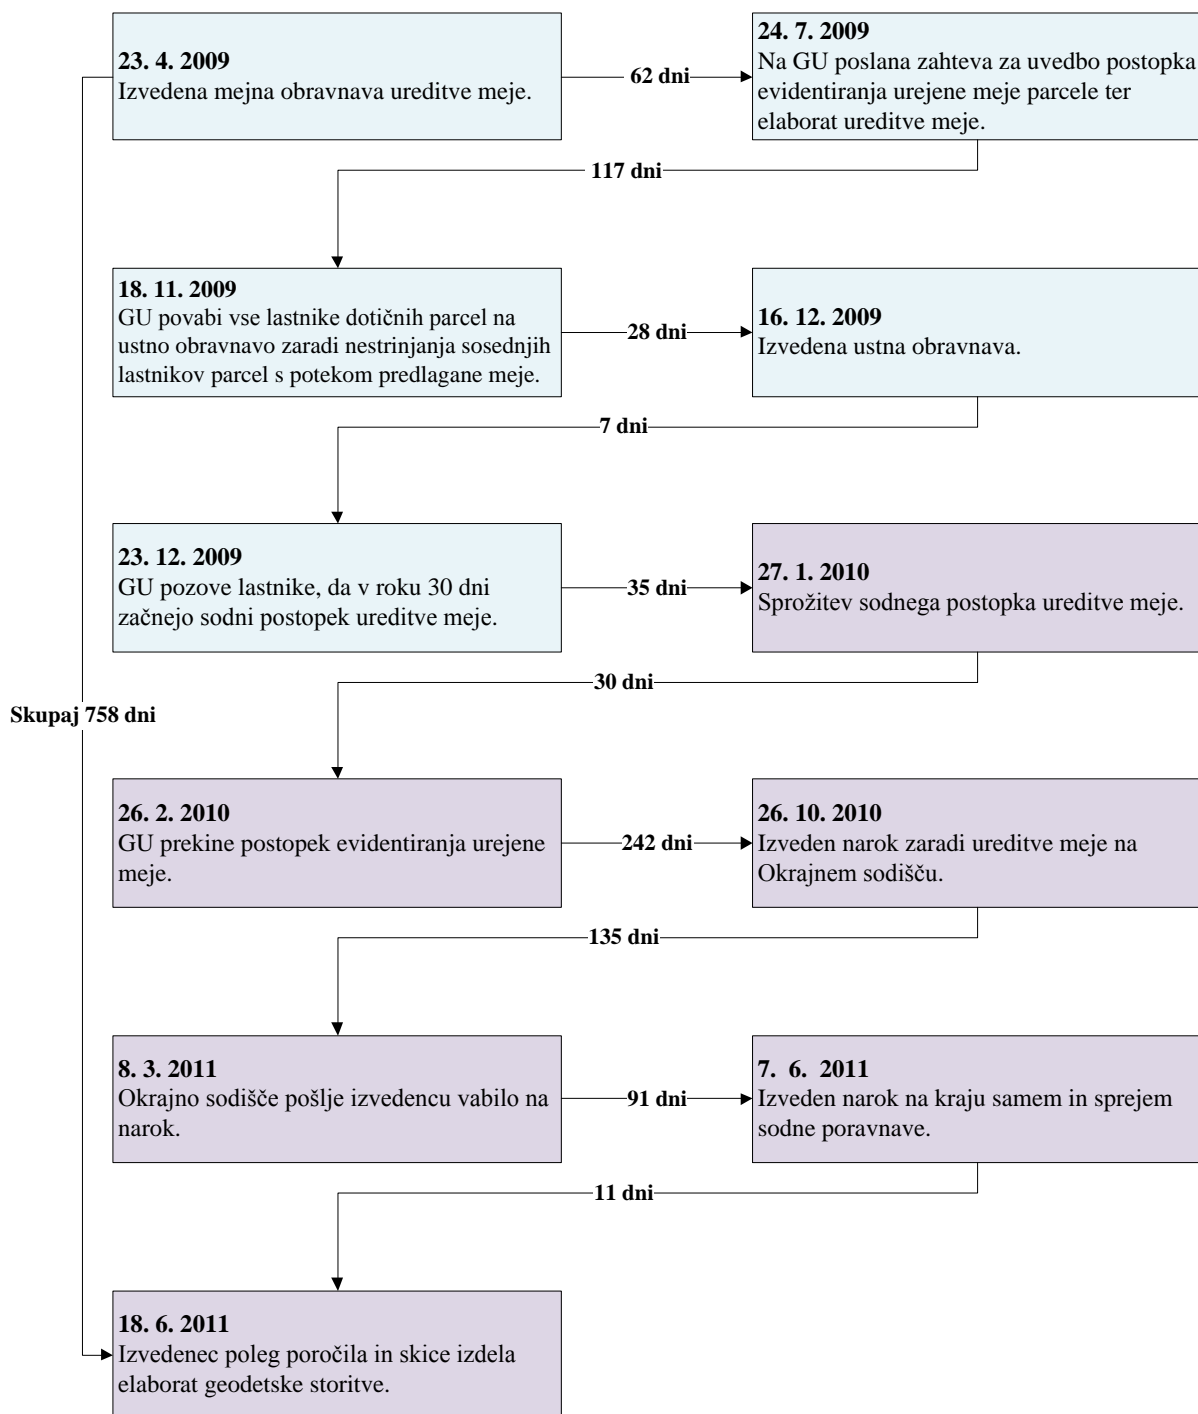 23. 4. 2009
Izvedena mejna obravnava ureditve meje.
62 dni
24. 7. 2009
Na GU poslana zahteva za uvedbo postopka
evidentiranja urejene meje parcele ter
elaborat ureditve meje.
117 dni
18. 11. 2009
GU povabi vse lastnike dotičnih parcel na
ustno obravnavo zaradi nestrinjanja sosednjih
lastnikov parcel s potekom predlagane meje.
28 dni
16. 12. 2009
Izvedena ustna obravnava.
7 dni
23. 12. 2009
GU pozove lastnike, da v roku 30 dni
začnejo sodni postopek ureditve meje.
35 dni
27. 1. 2010
Sprožitev sodnega postopka ureditve meje.
30 dni
Skupaj 758 dni
26. 2. 2010
GU prekine postopek evidentiranja urejene
meje.
242 dni
26. 10. 2010
Izveden narok zaradi ureditve meje na
Okrajnem sodišču.
135 dni
8. 3. 2011
Okrajno sodišče pošlje izvedencu vabilo na
narok.
91 dni
7. 6. 2011
Izveden narok na kraju samem in sprejem
sodne poravnave.
11 dni
18. 6. 2011
Izvedenec poleg poročila in skice izdela
elaborat geodetske storitve.